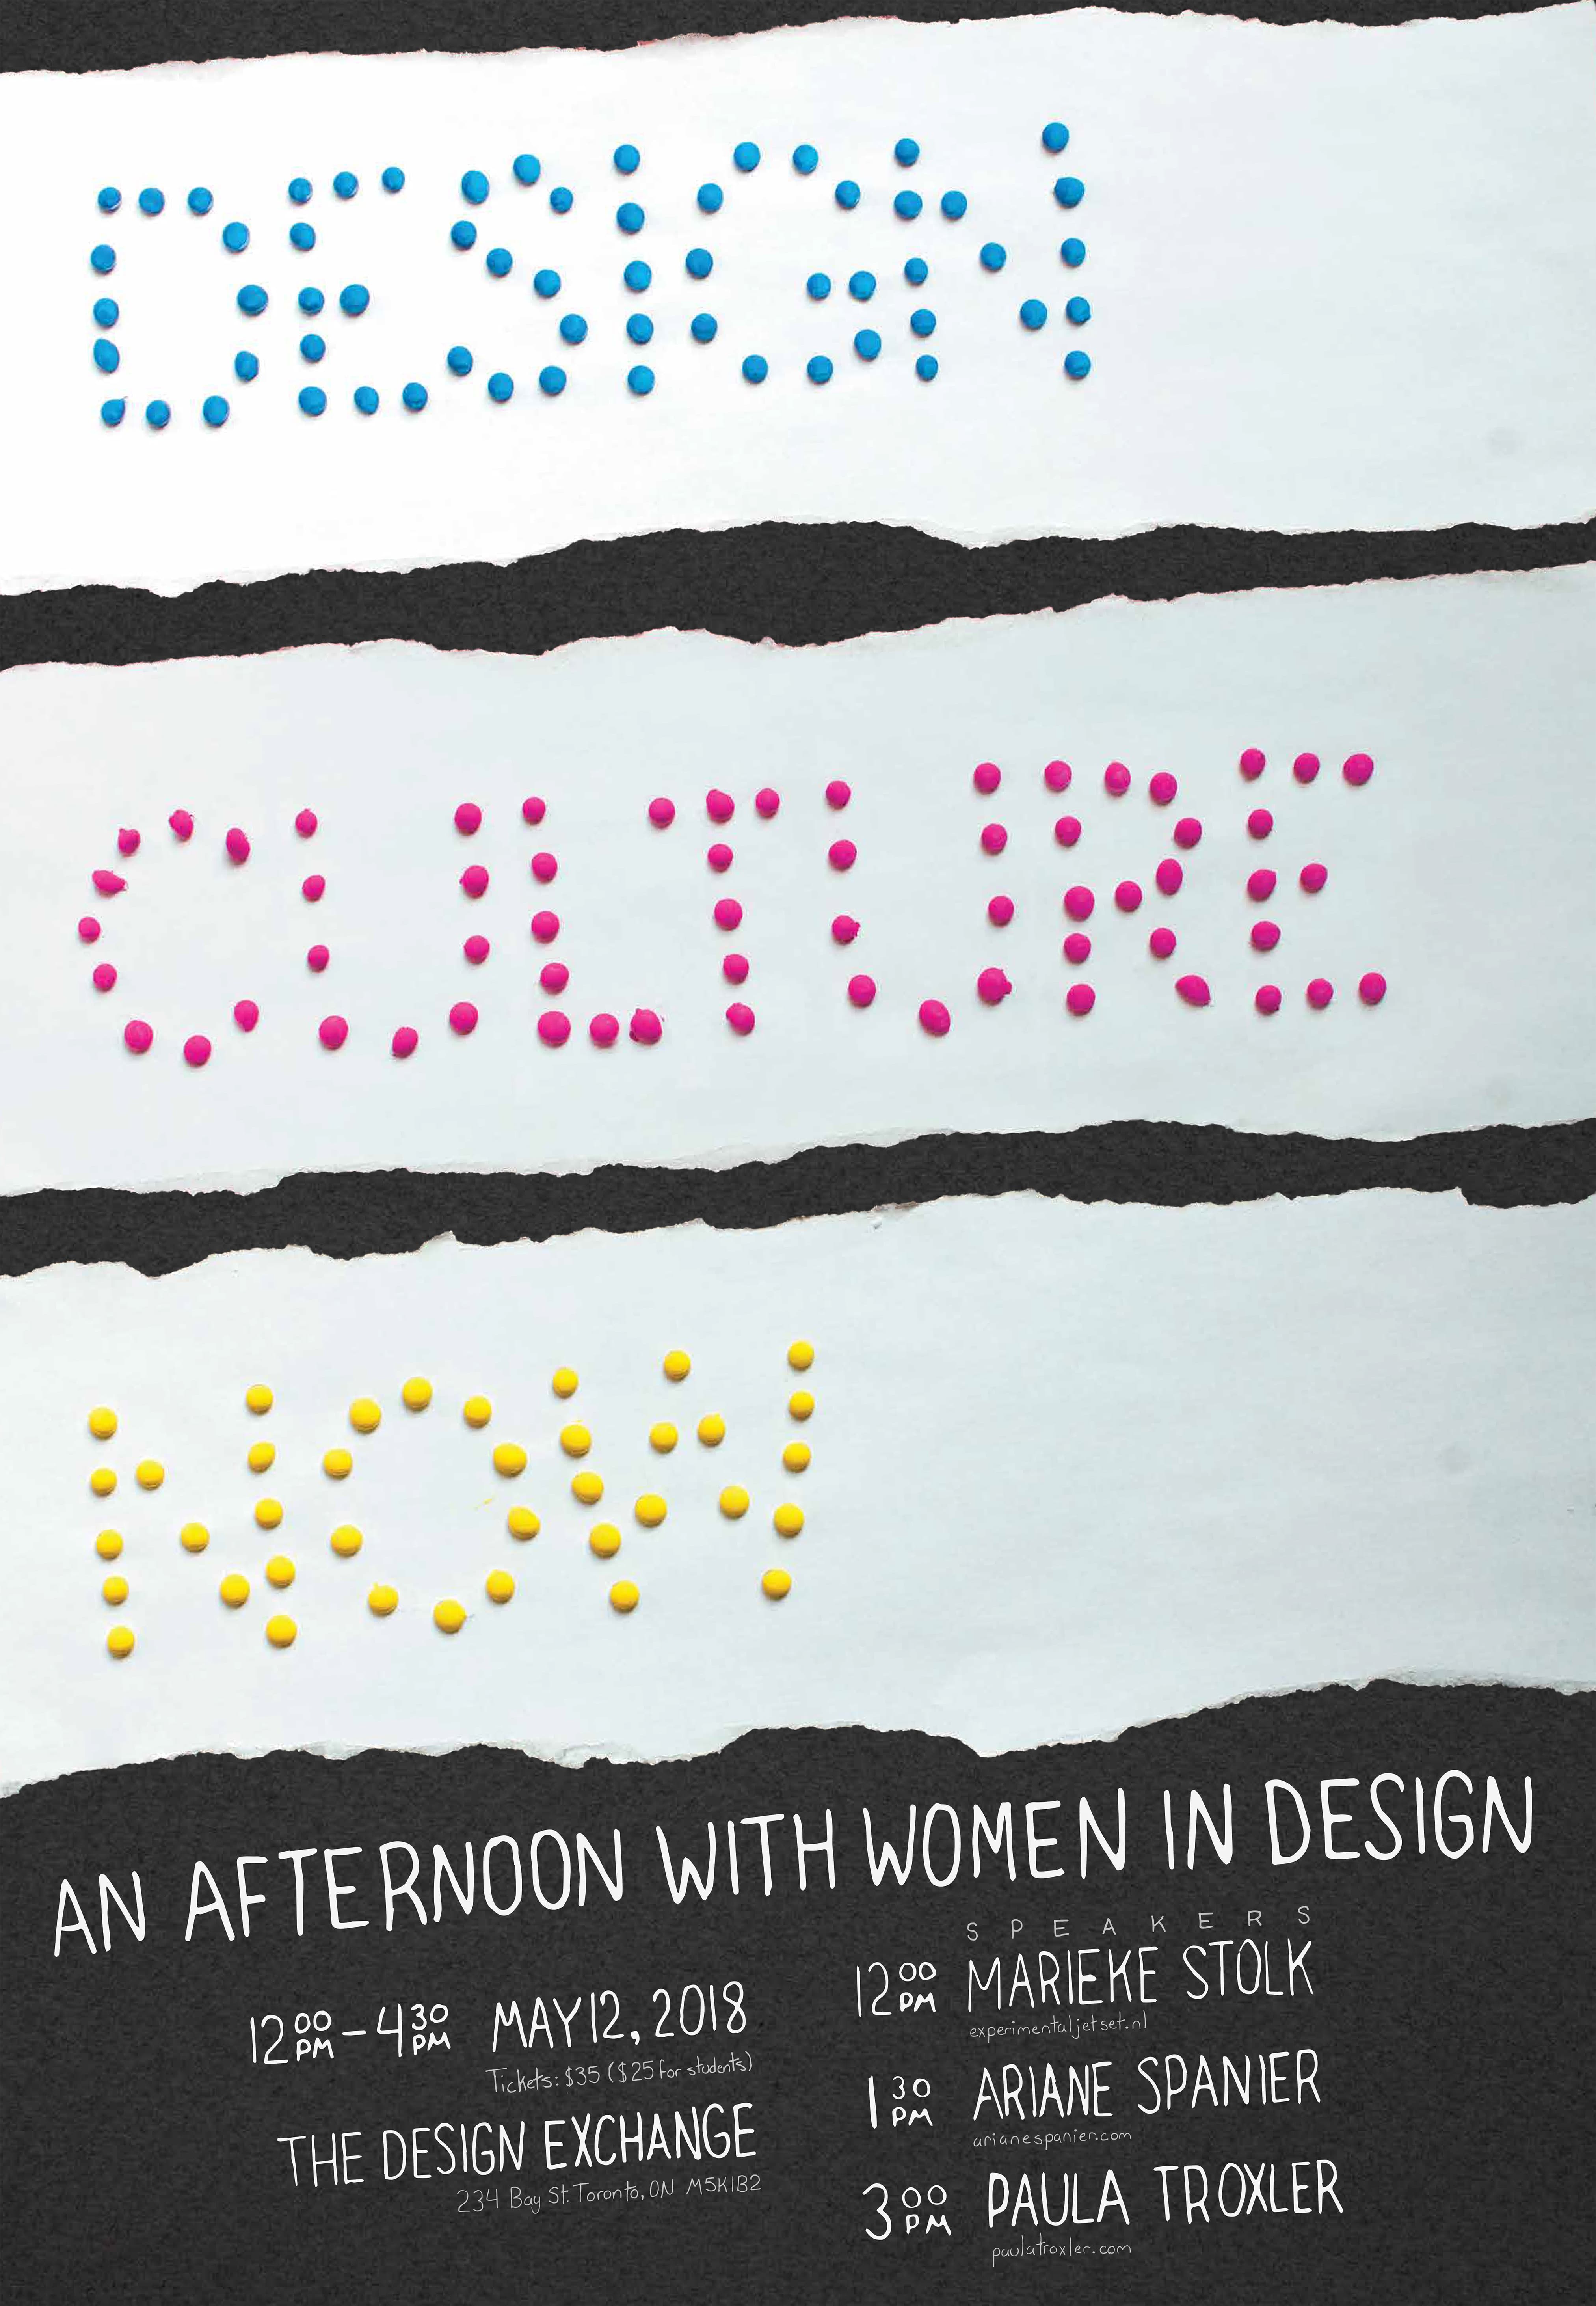 DESIGN
CULTURE
NOW
AN AFTERNOON WITH WOMEN IN DESIGN
12 00 PM – 4 30 PM MAY 12, 2018
Tickets: $35 ($25 for students)
THE DESIGN EXCHANGE
234 Bay St. Toronto, ON M5K1B2
SPEAKERS
12 00 PM MARIEKE STOLK
experimentaljetset.nl
1 30 PM ARIANE SPANIER
arianespanier.com
3 00 PM PAULA TROXLER
paulatroxler.com